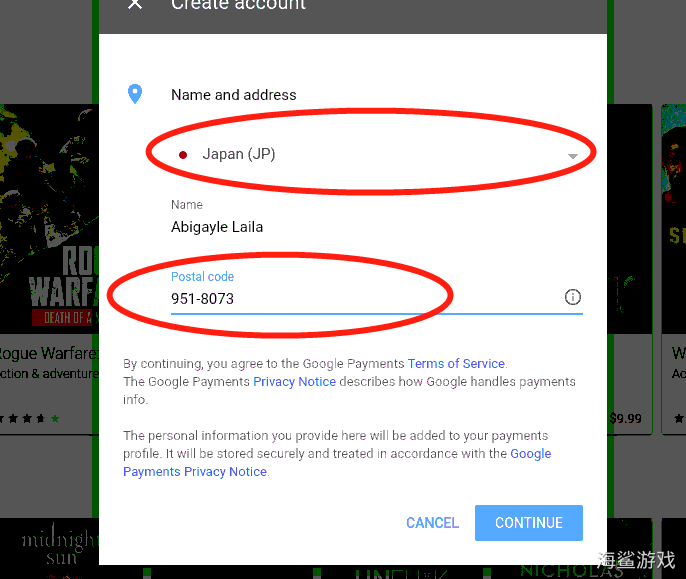 Create account
Name and address
Japan (JP)
Name
Abigayle Laila
Postal code
951-8073
ROG
WARFA
DEATH OF A
Rogue Warfare:
ction & adventure
$9.99
W
Ac
By continuing, you agree to the Google Payments Terms of Service.
The Google Payments Privacy Notice describes how Google handles payments
info.
The personal information you provide here will be added to your payments
profile. It will be stored securely and treated in accordance with the Google
Payments Privacy Notice.
CANCEL CONTINUE
midnight
sun
NICHOLAS
海鲨游戏